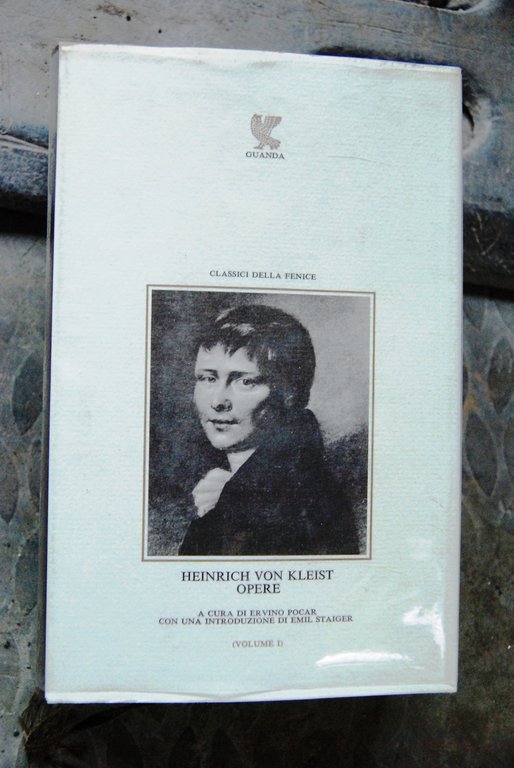 GUANDA
CLASSICI DELLA FENICE
HEINRICH VON KLEIST
OPERE
A CURA DI ERVINO POCAR
CON UNA INTRODUZIONE DI EMIL STAIGER
(VOLUME I)